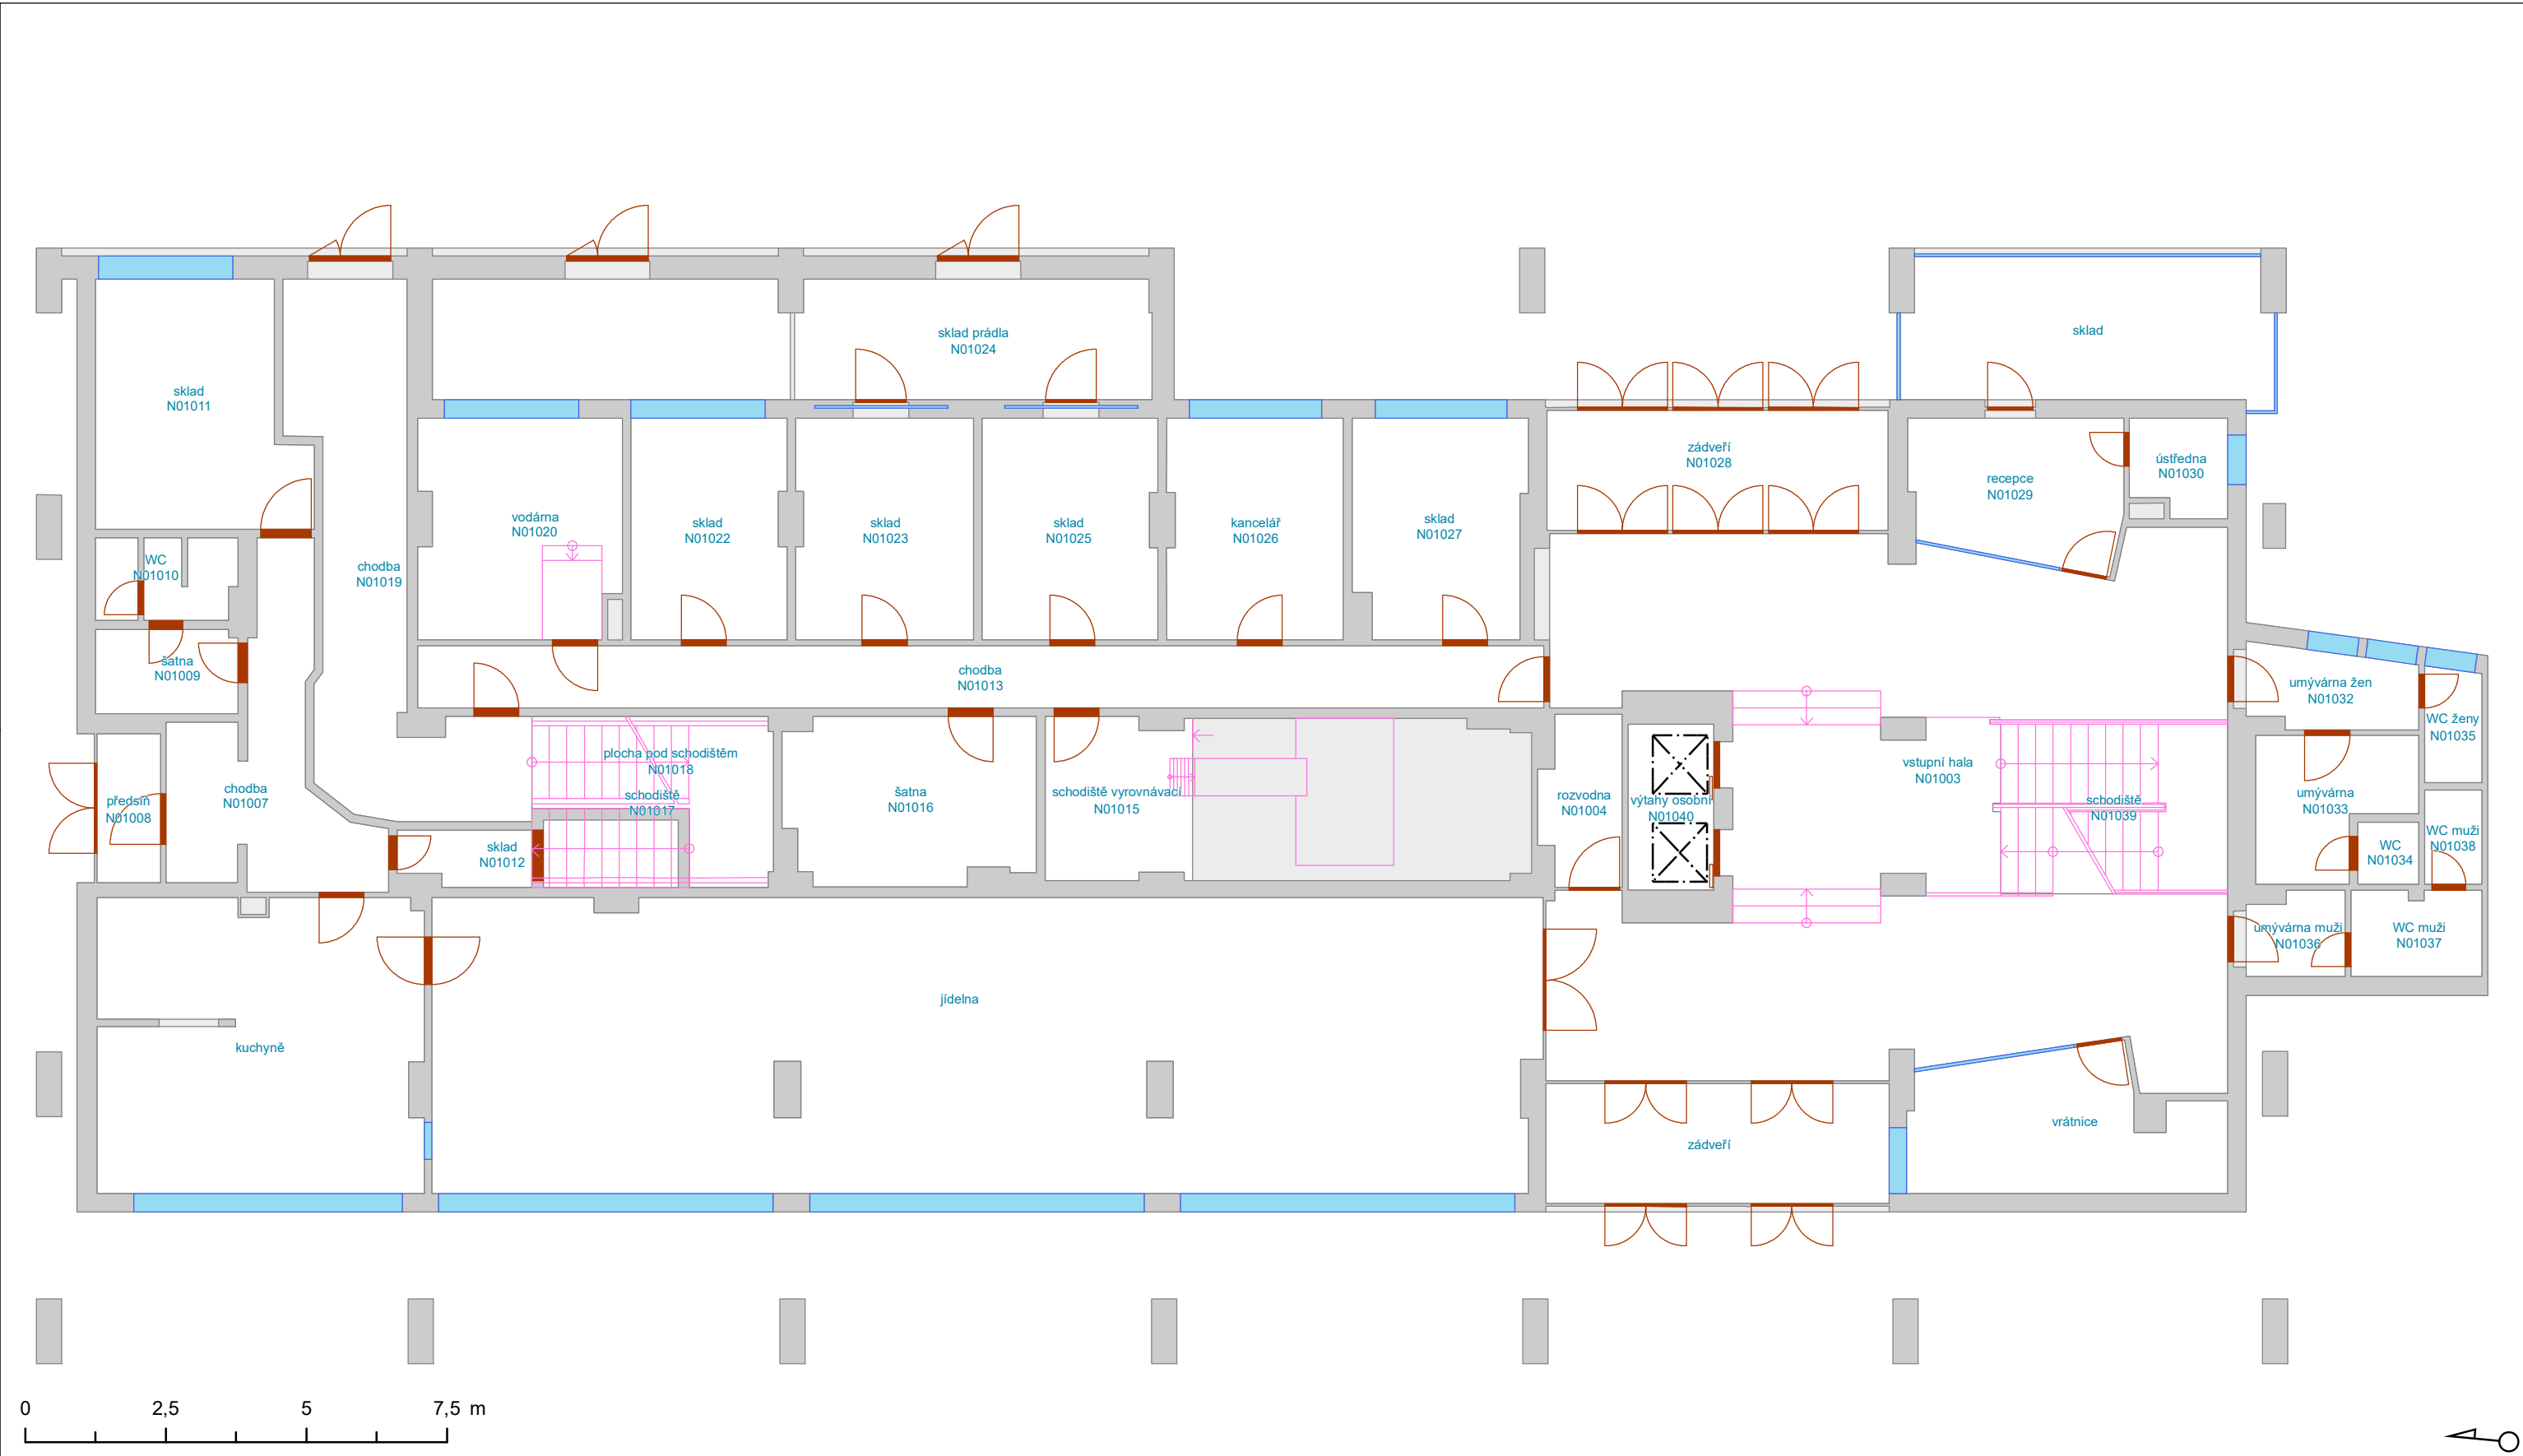 sklad prádla
N01024
sklad
sklad
N01011
zádveří
N01028
ústředna
N01030
recepce
N01029
vodárna
N01020
sklad
N01022
sklad
N01023
sklad
N01025
kancelář
N01026
sklad
N01027
WC
N01010
chodba
N01019
šatna
N01009
chodba
N01013
umývárna žen
N01032
WC ženy
N01035
plocha pod schodištěm
N01018
vstupní hala
N01003
předsíň
N01008
chodba
N01007
schodiště
N01017
šatna
N01016
schodiště vyrovnávací
N01015
rozvodna
N01004
výtahy osobní
N01040
schodiště
N01039
umývárna
N01033
WC muži
N01038
sklad
N01012
WC
N01034
umývárna muži
N01036
WC muži
N01037
jídelna
kuchyně
vrátnice
zádveří
0 2,5 5 7,5 m